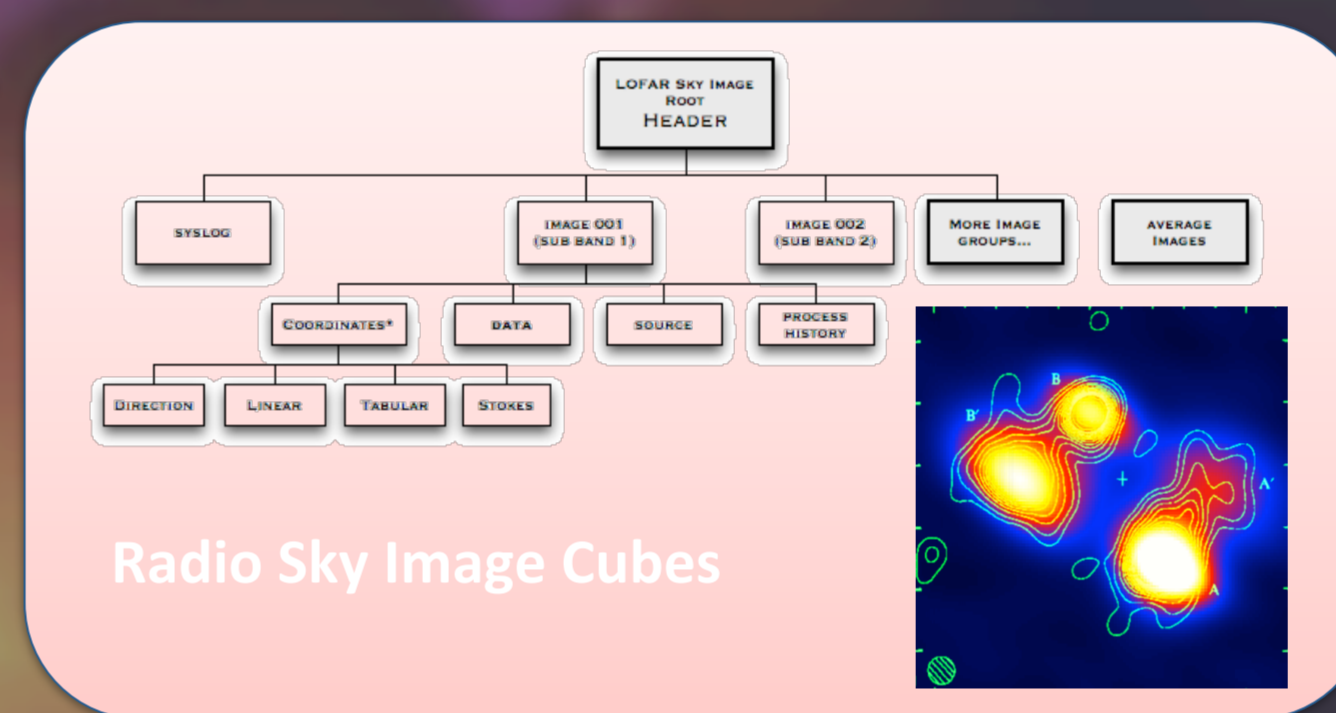 LOFAR SKY IMAGE
ROOT
HEADER
SYSLOG
IMAGE 001
(SUB BAND 1)
IMAGE 002
(SUB BAND 2)
MORE IMAGE
GROUPS...
AVERAGE
IMAGES
COORDINATES*
DATA
SOURCE
PROCESS
HISTORY
DIRECTION
LINEAR
TABULAR
STOKES
B
B'
A'
A
Radio Sky Image Cubes